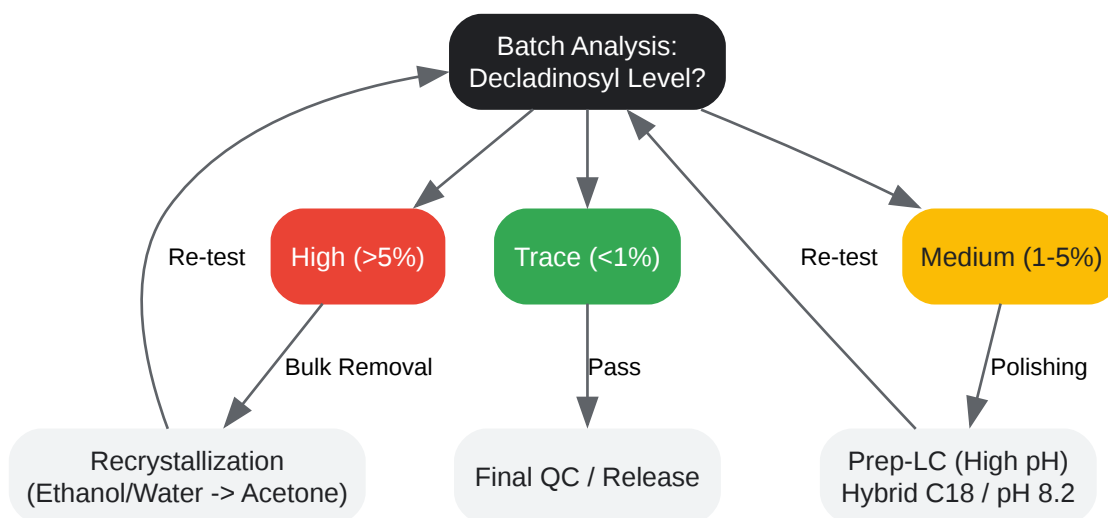 Batch Analysis:
Decladinosyl Level?
Re-test
High (>5%)
Trace (<1%)
Re-test
Medium (1-5%)
Bulk Removal
Pass
Polishing
Recrystallization
(Ethanol/Water -> Acetone)
Final QC / Release
Prep-LC (High pH)
Hybrid C18 / pH 8.2